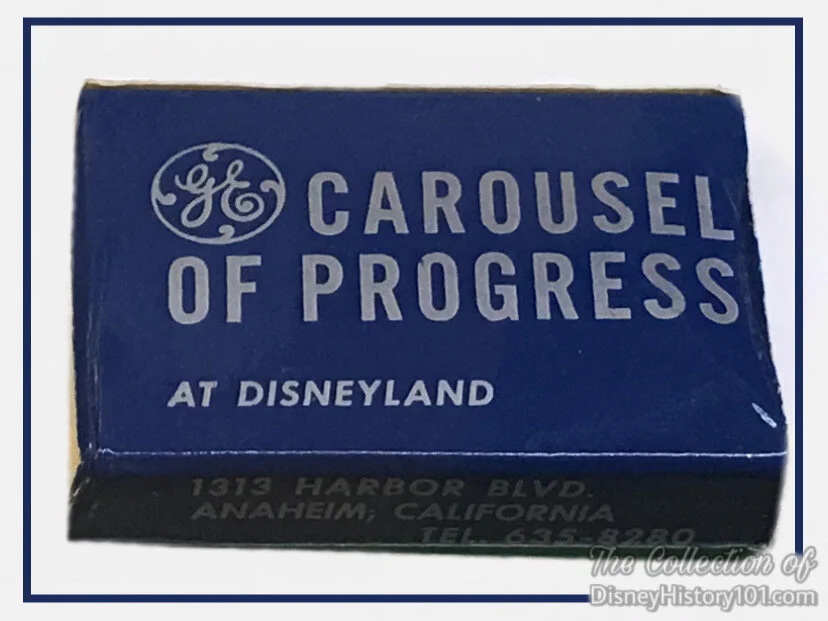 GE CAROUSEL
OF PROGRESS
AT DISNEYLAND
1313 HARBOR BLVD.
ANAHEIM, CALIFORNIA
TEL. 635-8280
The Collection of
DisneyHistory101.com